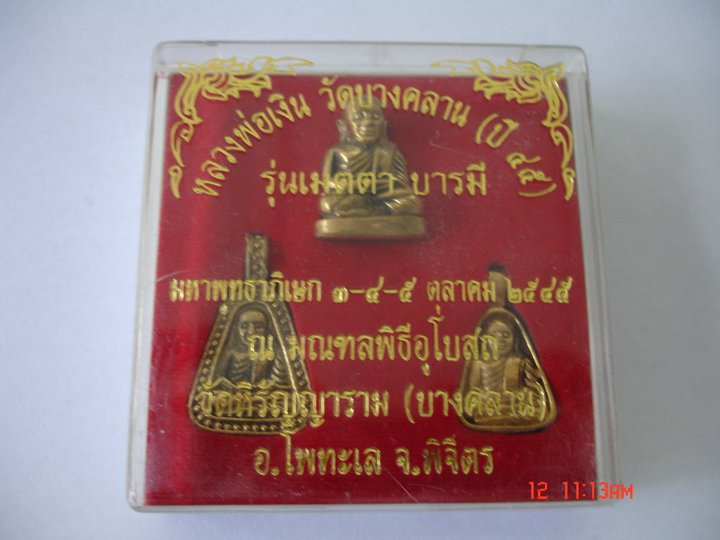 หลวงพ่อเงิน วัดบางคลาน (ปี ๔๕)
รุ่นเมตตา บารมี
มหาพุทธาภิเษก ๓-๔-๕ ตุลาคม ๒๕๔๕
ณ มณฑลพิธีอุโบสถ
วัดหิรัญญาราม (บางคลาน)
อ.โพทะเล จ.พิจิตร
12 11:13AM